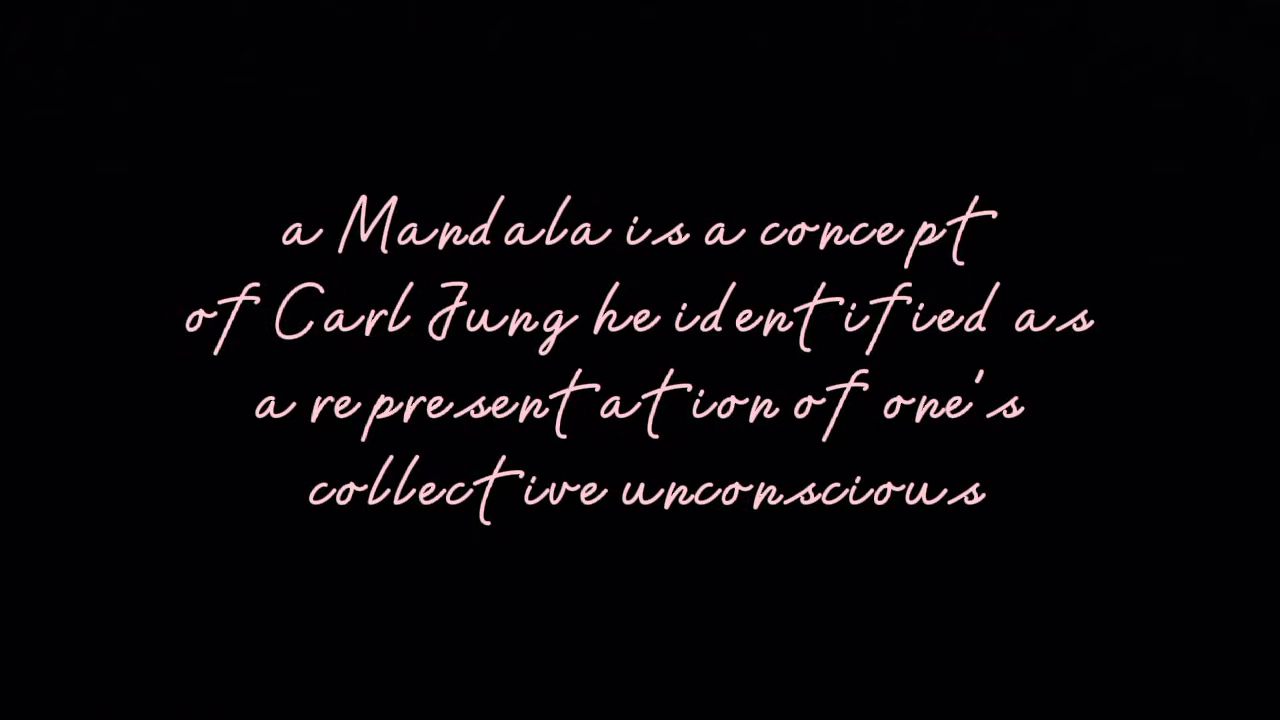 a Mandala is a concept
of Carl Jung he identified as
a representation of one's
collective unconscious